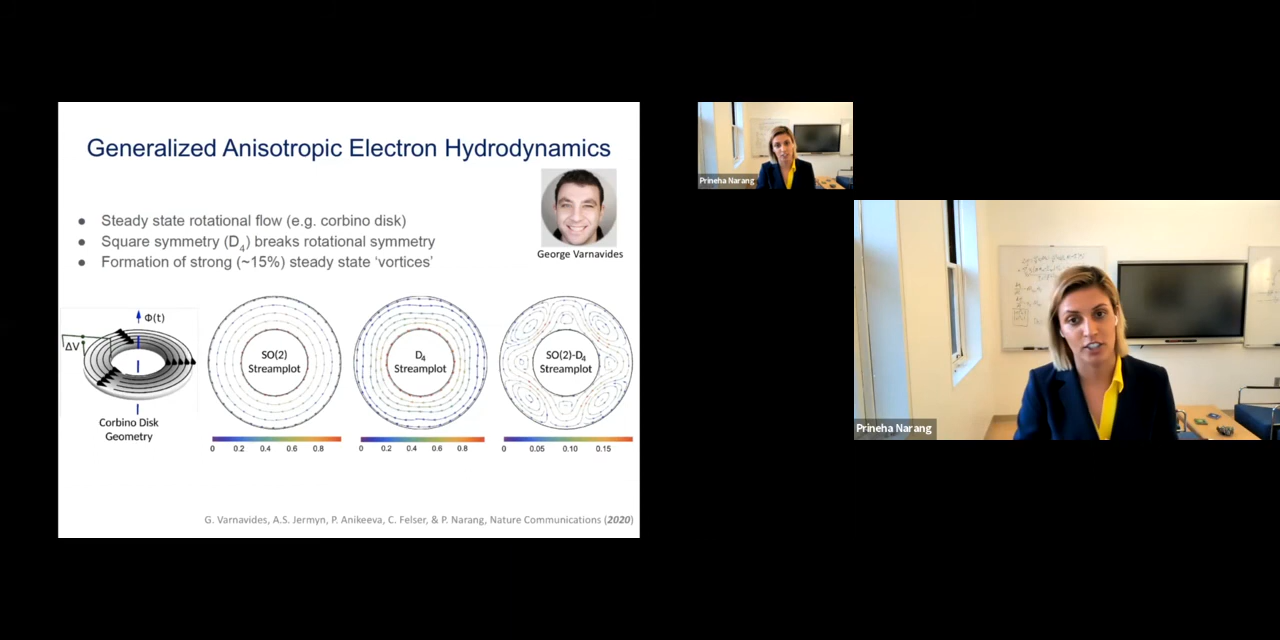 Generalized Anisotropic Electron Hydrodynamics
● Steady state rotational flow (e.g. corbino disk)
● Square symmetry (D4) breaks rotational symmetry
● Formation of strong (~15%) steady state ‘vortices’
George Varnavides
Φ(t)
ΔV
Corbino Disk
Geometry
SO(2)
Streamplot
0 0.2 0.4 0.6 0.8
D4
Streamplot
0 0.2 0.4 0.6 0.8
SO(2)-D4
Streamplot
0 0.05 0.10 0.15
G. Varnavides, A.S. Jermyn, P. Anikeeva, C. Felser, & P. Narang, Nature Communications (2020)
Prineha Narang
Prineha Narang